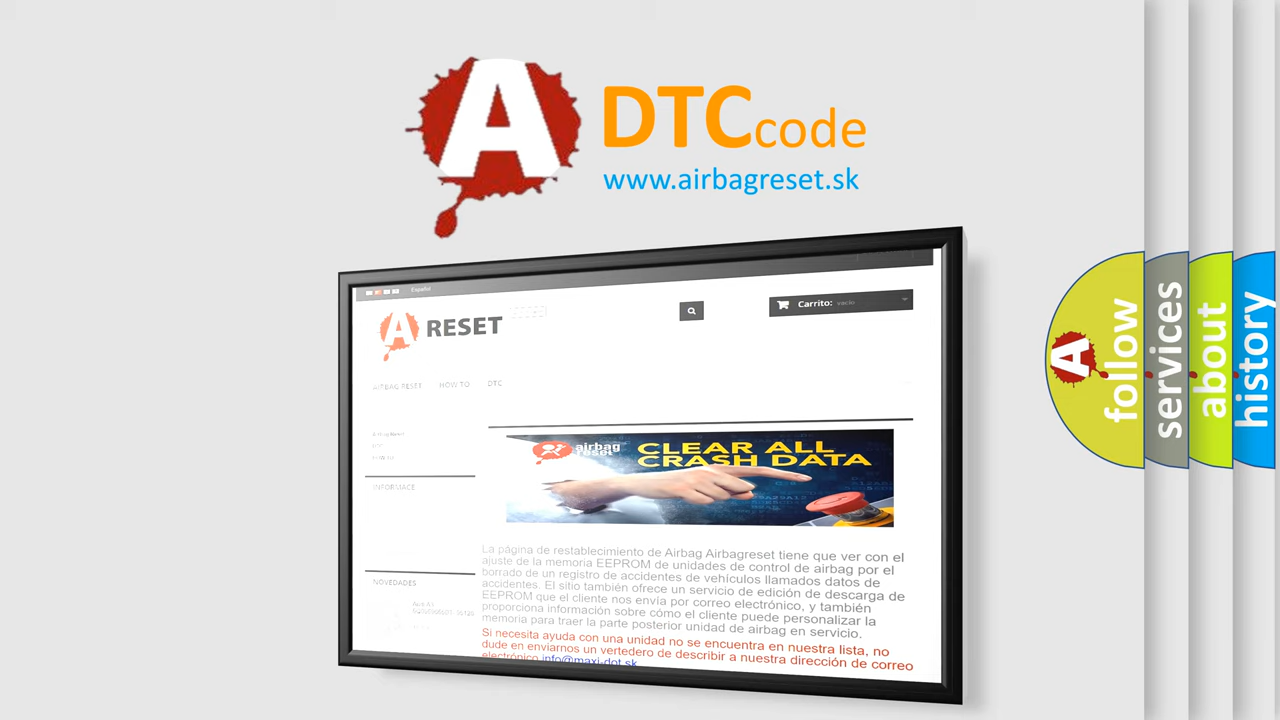 A
DTCcode
www.airbagreset.sk
Español
A RESET
Carrito: vacío
AIRBAG RESET HOW TO DTC
airbag
reset
CLEAR ALL
CRASH DATA
INFORMACE
NOVEDADES
La página de restablecimiento de Airbag Airbagreset tiene que ver con el
ajuste de la memoria EEPROM de unidades de control de airbag por el
borrado de un registro de accidentes de vehículos llamados datos de
accidentes. El sitio también ofrece un servicio de edición de descarga de
EEPROM que el cliente nos envía por correo electrónico, y también
proporciona información sobre cómo el cliente puede personalizar la
memoria para traer la parte posterior unidad de airbag en servicio.
Si necesita ayuda con una unidad no se encuentra en nuestra lista, no
dude en enviarnos un vertedero de describir a nuestra dirección de correo
electrónico info@maxi-dot.sk
A
follow
services
about
history